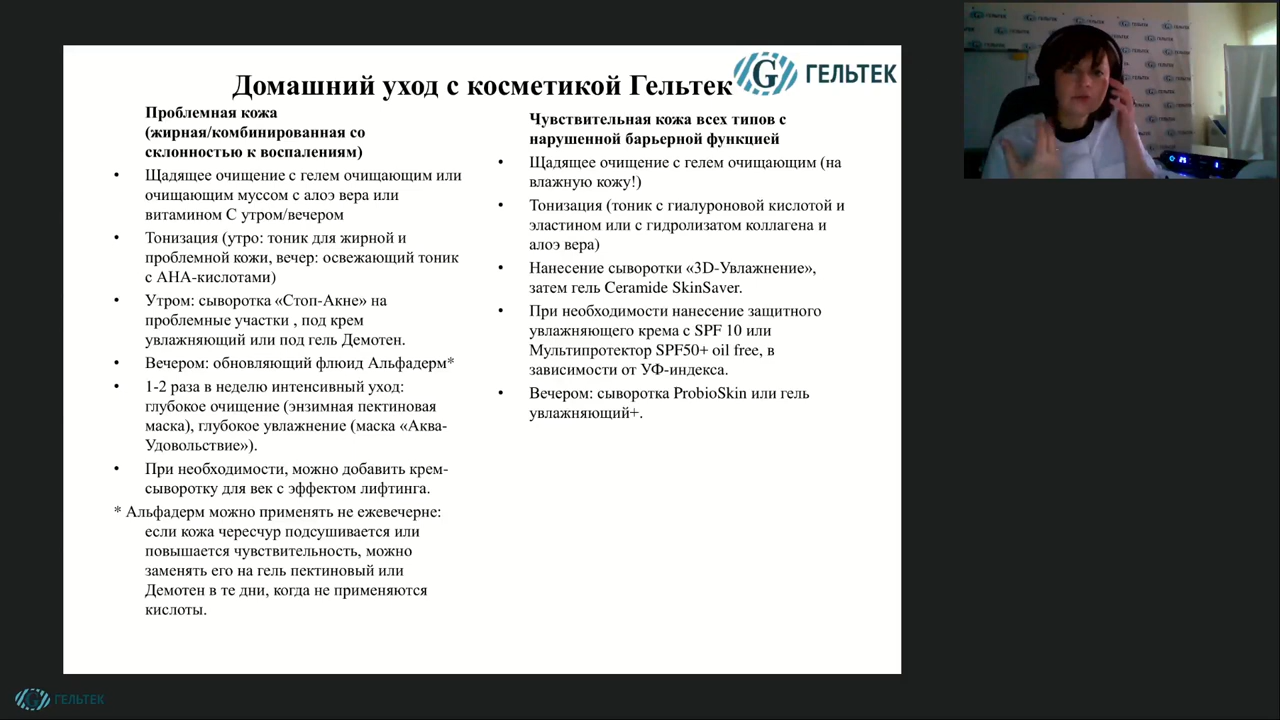 Домашний уход с косметикой Гельтек
ГЕЛЬТЕК
Проблемная кожа
(жирная/комбинированная со
склонностью к воспалениям)
• Щадящее очищение с гелем очищающим или
очищающим муссом с алоэ вера или
витамином С утром/вечером
• Тонизация (утро: тоник для жирной и
проблемной кожи, вечер: освежающий тоник
с АНА-кислотами)
• Утром: сыворотка «Стоп-Акне» на
проблемные участки , под крем
увлажняющий или под гель Демотен.
• Вечером: обновляющий флюид Альфадерм*
• 1-2 раза в неделю интенсивный уход:
глубокое очищение (энзимная пектиновая
маска), глубокое увлажнение (маска «Аква-
Удовольствие»).
• При необходимости, можно добавить крем-
сыворотку для век с эффектом лифтинга.
* Альфадерм можно применять не ежевечерне:
если кожа чересчур подсушивается или
повышается чувствительность, можно
заменять его на гель пектиновый или
Демотен в те дни, когда не применяются
кислоты.
Чувствительная кожа всех типов с
нарушенной барьерной функцией
• Щадящее очищение с гелем очищающим (на
влажную кожу!)
• Тонизация (тоник с гиалуроновой кислотой и
эластином или с гидролизатом коллагена и
алоэ вера)
• Нанесение сыворотки «3D-Увлажнение»,
затем гель Ceramide SkinSaver.
• При необходимости нанесение защитного
увлажняющего крема с SPF 10 или
Мультипротектор SPF50+ oil free, в
зависимости от УФ-индекса.
• Вечером: сыворотка ProbioSkin или гель
увлажняющий+.
ГЕЛЬТЕК